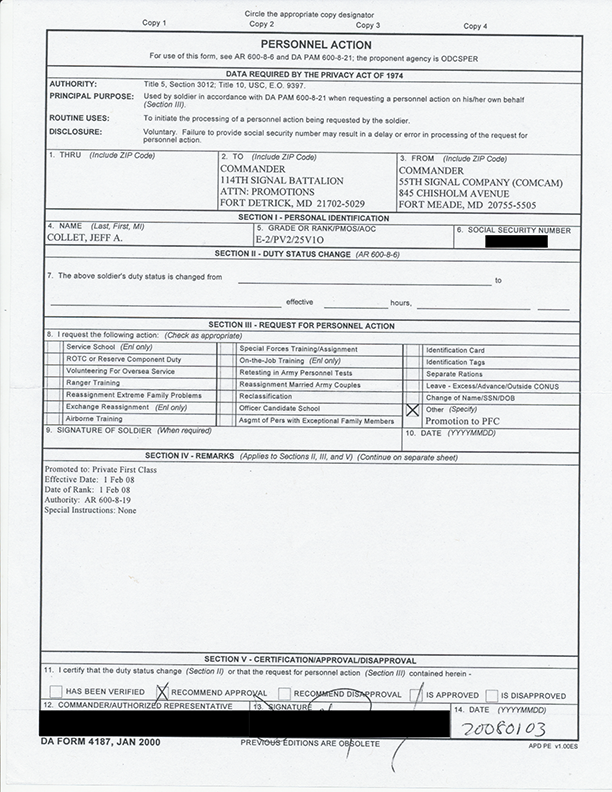 Circle the appropriate copy designator
Copy 1 Copy 2 Copy 3 Copy 4
PERSONNEL ACTION
For use of this form, see AR 600-8-6 and DA PAM 600-8-21; the proponent agency is ODCSPER
DATA REQUIRED BY THE PRIVACY ACT OF 1974
AUTHORITY: Title 5, Section 3012; Title 10, USC, E.O. 9397.
PRINCIPAL PURPOSE: Used by soldier in accordance with DA PAM 600-8-21 when requesting a personnel action on his/her own behalf
(Section III).
ROUTINE USES: To initiate the processing of a personnel action being requested by the soldier.
DISCLOSURE: Voluntary. Failure to provide social security number may result in a delay or error in processing of the request for
personnel action.
1. THRU (Include ZIP Code) 2. TO (Include ZIP Code) 3. FROM (Include ZIP Code)
COMMANDER COMMANDER
114TH SIGNAL BATTALION 55TH SIGNAL COMPANY (COMCAM)
ATTN: PROMOTIONS 845 CHISHOLM AVENUE
FORT DETRICK, MD 21702-5029 FORT MEADE, MD 20755-5505
SECTION I - PERSONAL IDENTIFICATION
4. NAME (Last, First, MI) 5. GRADE OR RANK/PMOS/AOC 6. SOCIAL SECURITY NUMBER
COLLET, JEFF A. E-2/PV2/25V1O
SECTION II - DUTY STATUS CHANGE (AR 600-8-6)
7. The above soldier's duty status is changed from to
effective hours,
SECTION III - REQUEST FOR PERSONNEL ACTION
8. I request the following action: (Check as appropriate)
Service School (Enl only) Special Forces Training/Assignment Identification Card
ROTC or Reserve Component Duty On-the-Job Training (Enl only) Identification Tags
Volunteering For Oversea Service Retesting in Army Personnel Tests Separate Rations
Ranger Training Reassignment Married Army Couples Leave - Excess/Advance/Outside CONUS
Reassignment Extreme Family Problems Reclassification Change of Name/SSN/DOB
Exchange Reassignment (Enl only) Officer Candidate School Other (Specify)
Airborne Training Asgmt of Pers with Exceptional Family Members Promotion to PFC
9. SIGNATURE OF SOLDIER (When required) 10. DATE (YYYYMMDD)
SECTION IV - REMARKS (Applies to Sections II, III, and V) (Continue on separate sheet)
Promoted to: Private First Class
Effective Date: 1 Feb 08
Date of Rank: 1 Feb 08
Authority: AR 600-8-19
Special Instructions: None
SECTION V - CERTIFICATION/APPROVAL/DISAPPROVAL
11. I certify that the duty status change (Section II) or that the request for personnel action (Section III) contained herein -
HAS BEEN VERIFIED RECOMMEND APPROVAL RECOMMEND DISAPPROVAL IS APPROVED IS DISAPPROVED
12. COMMANDER/AUTHORIZED REPRESENTATIVE 13. SIGNATURE 14. DATE (YYYYMMDD)
20080103
DA FORM 4187, JAN 2000 PREVIOUS EDITIONS ARE OBSOLETE APD PE v1.00ES